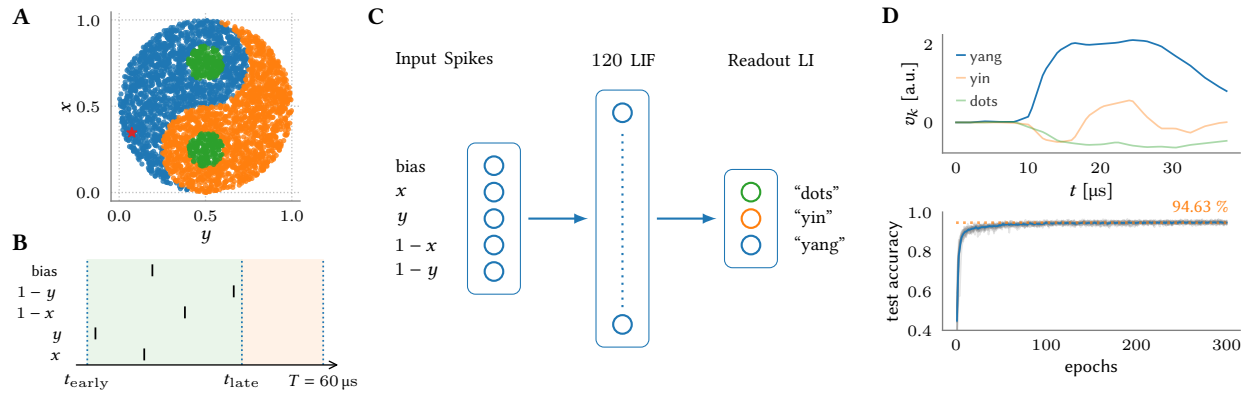 A
1.0
0.5
0.0
x
0.0
0.5
1.0
y
B
bias
1 − y
1 − x
y
x
t_early
t_late
T = 60 µs
C
Input Spikes
120 LIF
Readout LI
bias
x
y
1 − x
1 − y
“dots”
“yin”
“yang”
D
2
0
v_k [a.u.]
yang
yin
dots
0
10
20
30
t [µs]
94.63 %
1.0
0.8
0.6
0.4
test accuracy
0
100
200
300
epochs